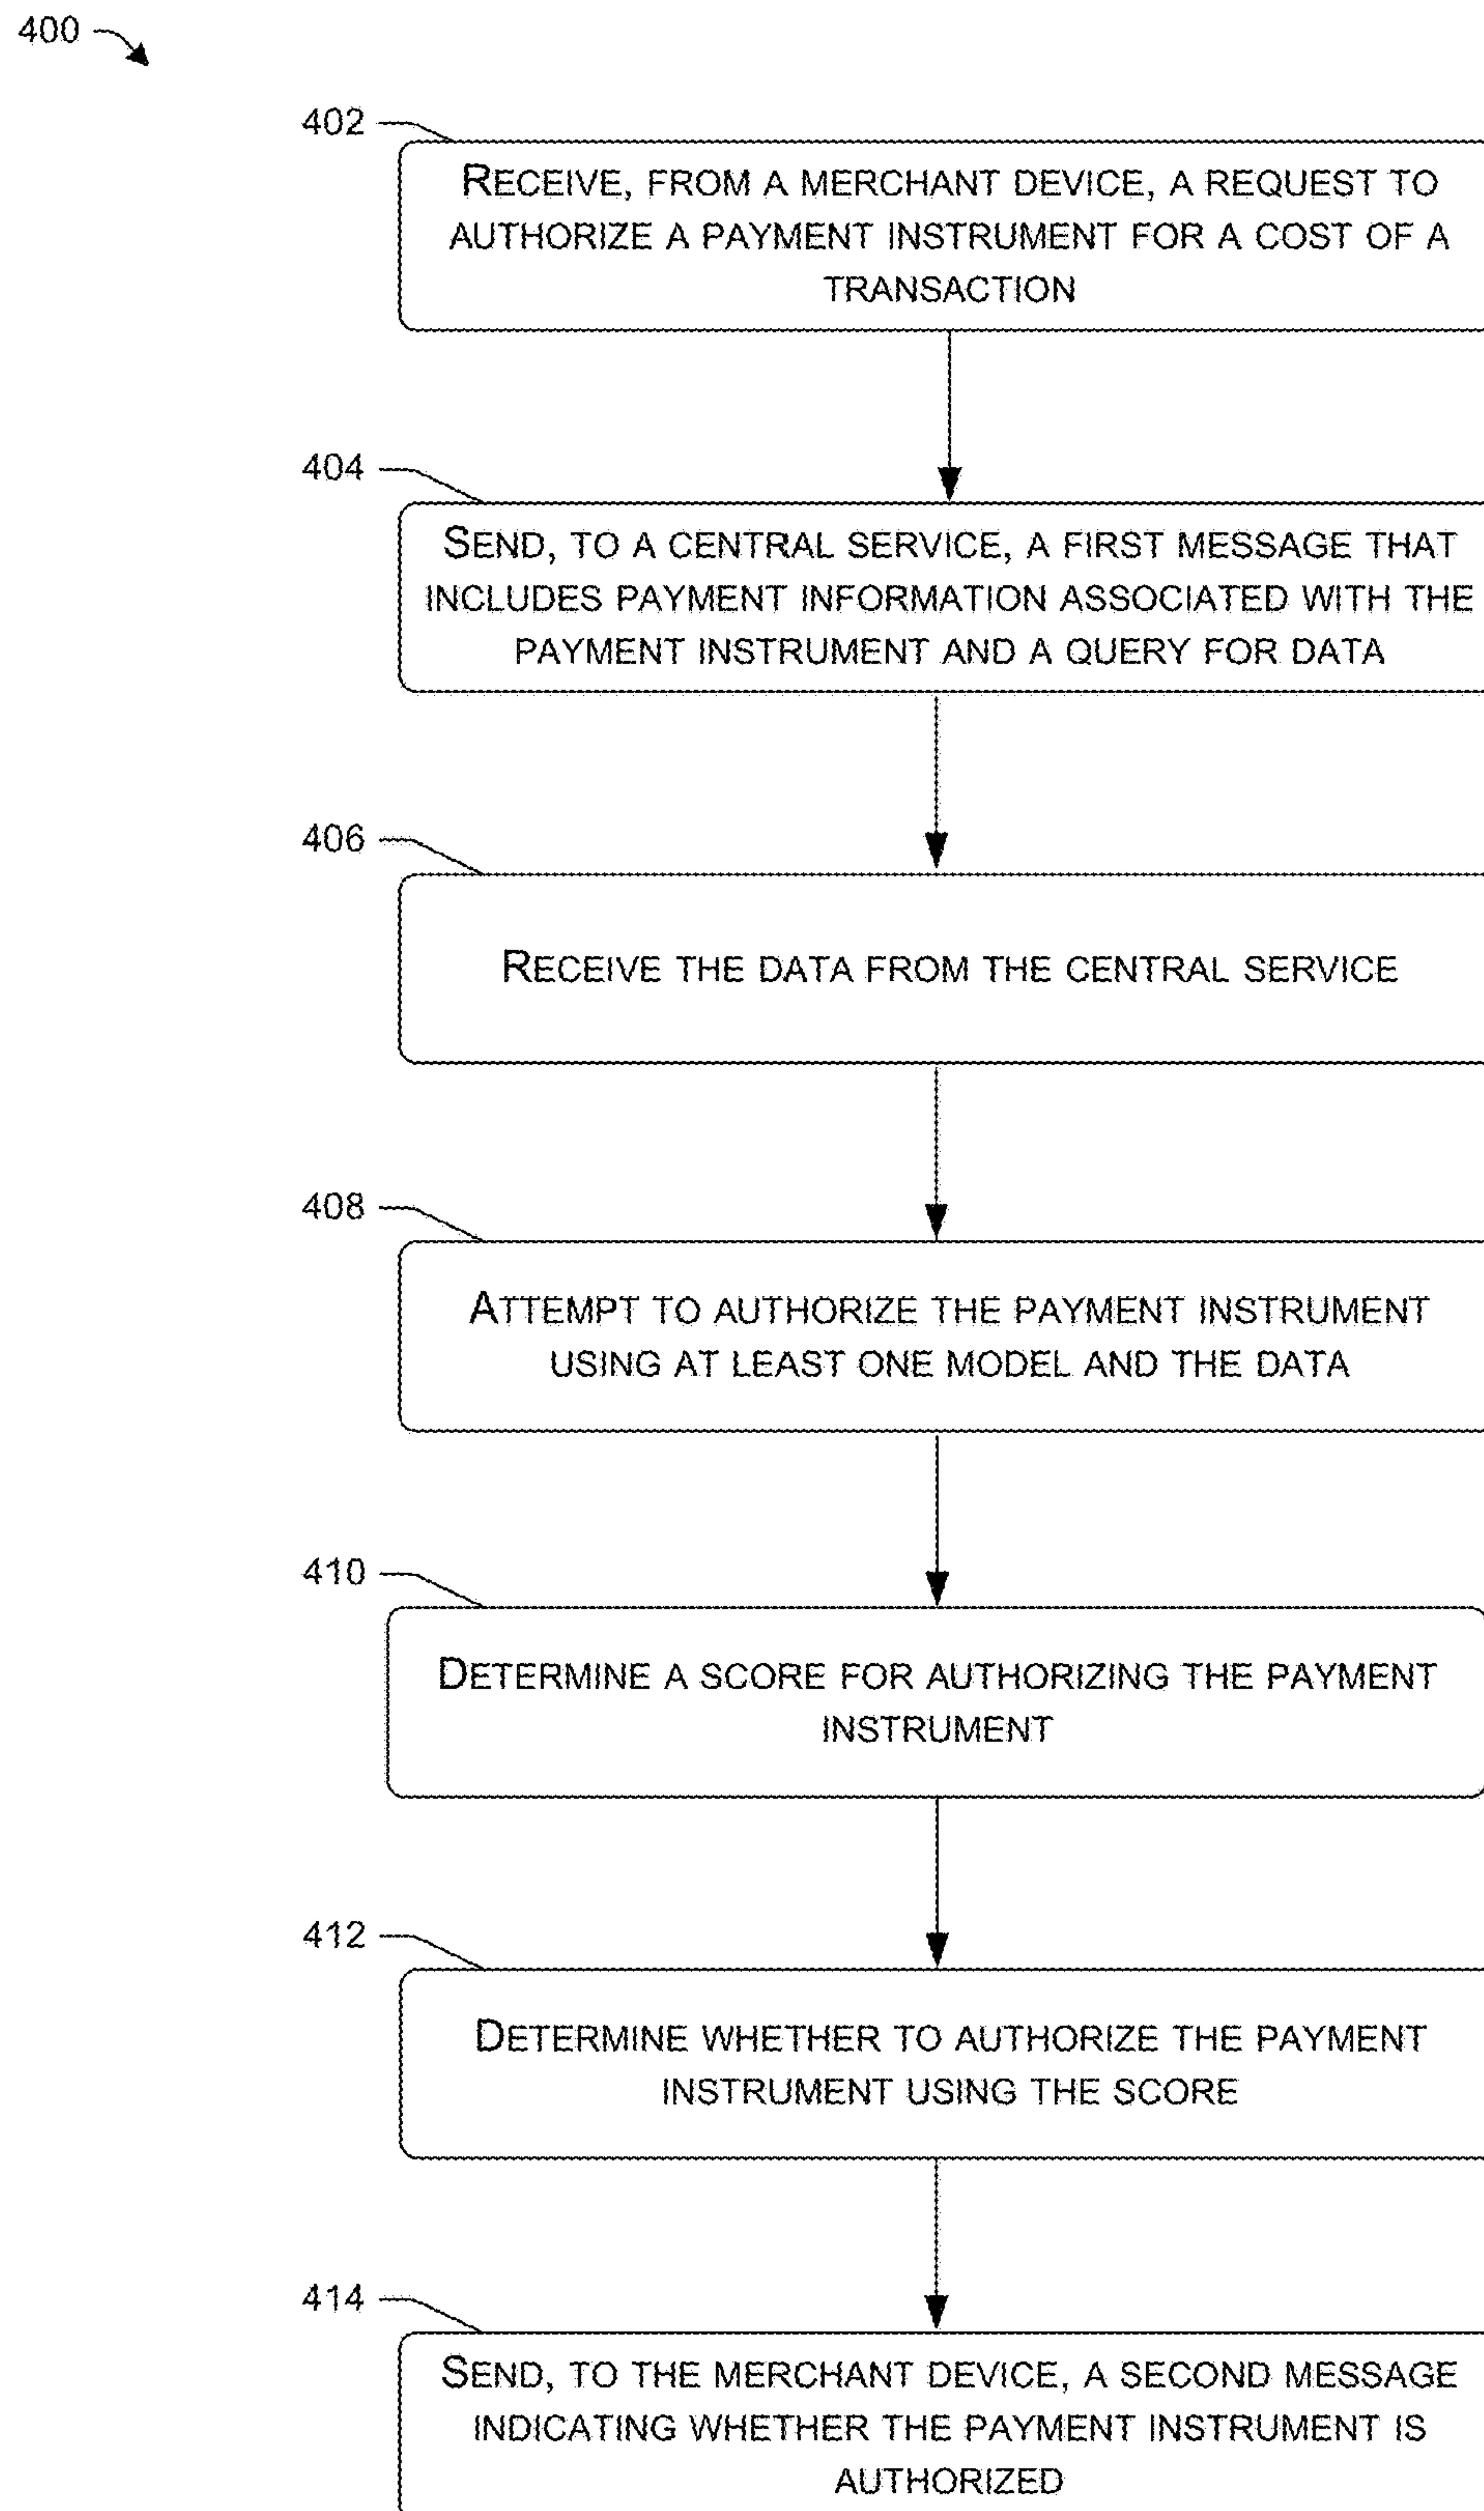 400
402
RECEIVE, FROM A MERCHANT DEVICE, A REQUEST TO
AUTHORIZE A PAYMENT INSTRUMENT FOR A COST OF A
TRANSACTION
404
SEND, TO A CENTRAL SERVICE, A FIRST MESSAGE THAT
INCLUDES PAYMENT INFORMATION ASSOCIATED WITH THE
PAYMENT INSTRUMENT AND A QUERY FOR DATA
406
RECEIVE THE DATA FROM THE CENTRAL SERVICE
408
ATTEMPT TO AUTHORIZE THE PAYMENT INSTRUMENT
USING AT LEAST ONE MODEL AND THE DATA
410
DETERMINE A SCORE FOR AUTHORIZING THE PAYMENT
INSTRUMENT
412
DETERMINE WHETHER TO AUTHORIZE THE PAYMENT
INSTRUMENT USING THE SCORE
414
SEND, TO THE MERCHANT DEVICE, A SECOND MESSAGE
INDICATING WHETHER THE PAYMENT INSTRUMENT IS
AUTHORIZED